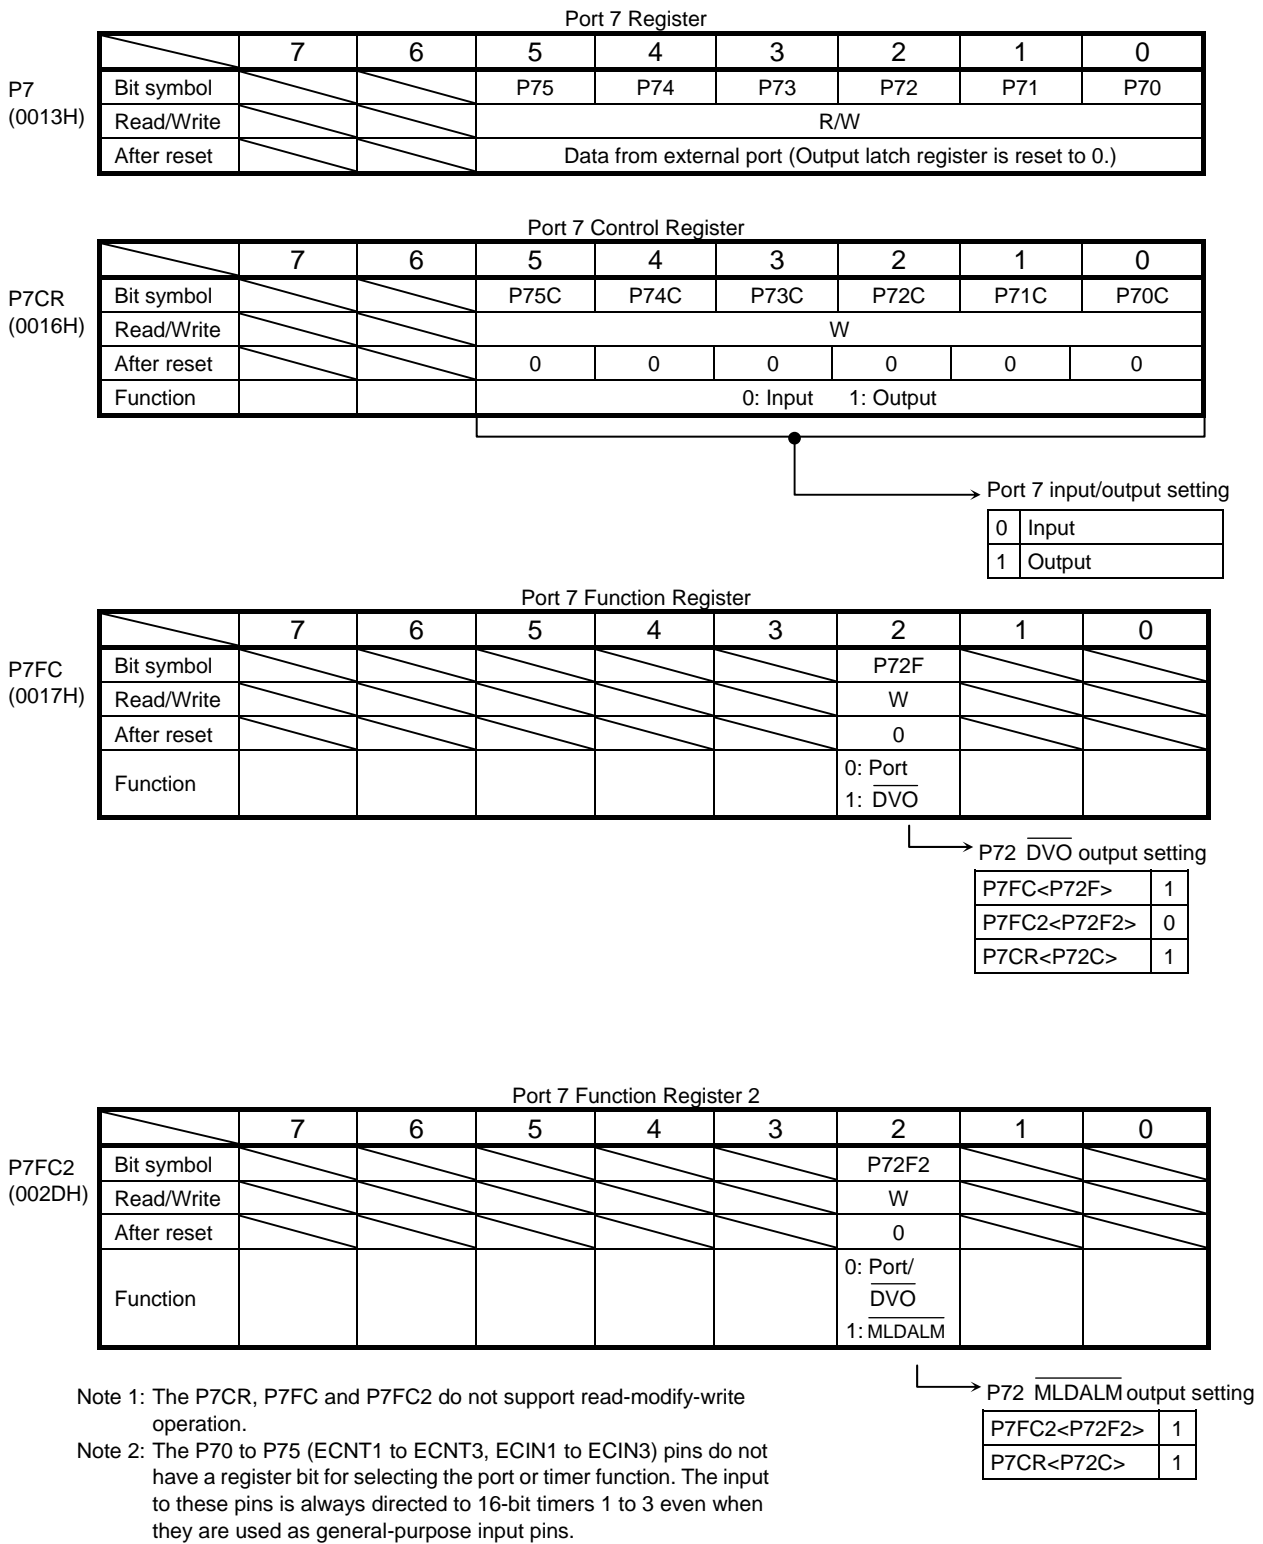 Port 7 Register
7 6 5 4 3 2 1 0
P7
(0013H)
Bit symbol P75 P74 P73 P72 P71 P70
Read/Write R/W
After reset Data from external port (Output latch register is reset to 0.)
Port 7 Control Register
7 6 5 4 3 2 1 0
P7CR
(0016H)
Bit symbol P75C P74C P73C P72C P71C P70C
Read/Write W
After reset 0 0 0 0 0 0
Function 0: Input 1: Output
Port 7 input/output setting
0 Input
1 Output
Port 7 Function Register
7 6 5 4 3 2 1 0
P7FC
(0017H)
Bit symbol P72F
Read/Write W
After reset 0
Function
0: Port
1: DVO
P72 DVO output setting
P7FC<P72F> 1
P7FC2<P72F2> 0
P7CR<P72C> 1
Port 7 Function Register 2
7 6 5 4 3 2 1 0
P7FC2
(002DH)
Bit symbol P72F2
Read/Write W
After reset 0
Function
0: Port/
DVO
1: MLDALM
P72 MLDALM output setting
P7FC2<P72F2> 1
P7CR<P72C> 1
Note 1: The P7CR, P7FC and P7FC2 do not support read-modify-write
operation.
Note 2: The P70 to P75 (ECNT1 to ECNT3, ECIN1 to ECIN3) pins do not
have a register bit for selecting the port or timer function. The input
to these pins is always directed to 16-bit timers 1 to 3 even when
they are used as general-purpose input pins.